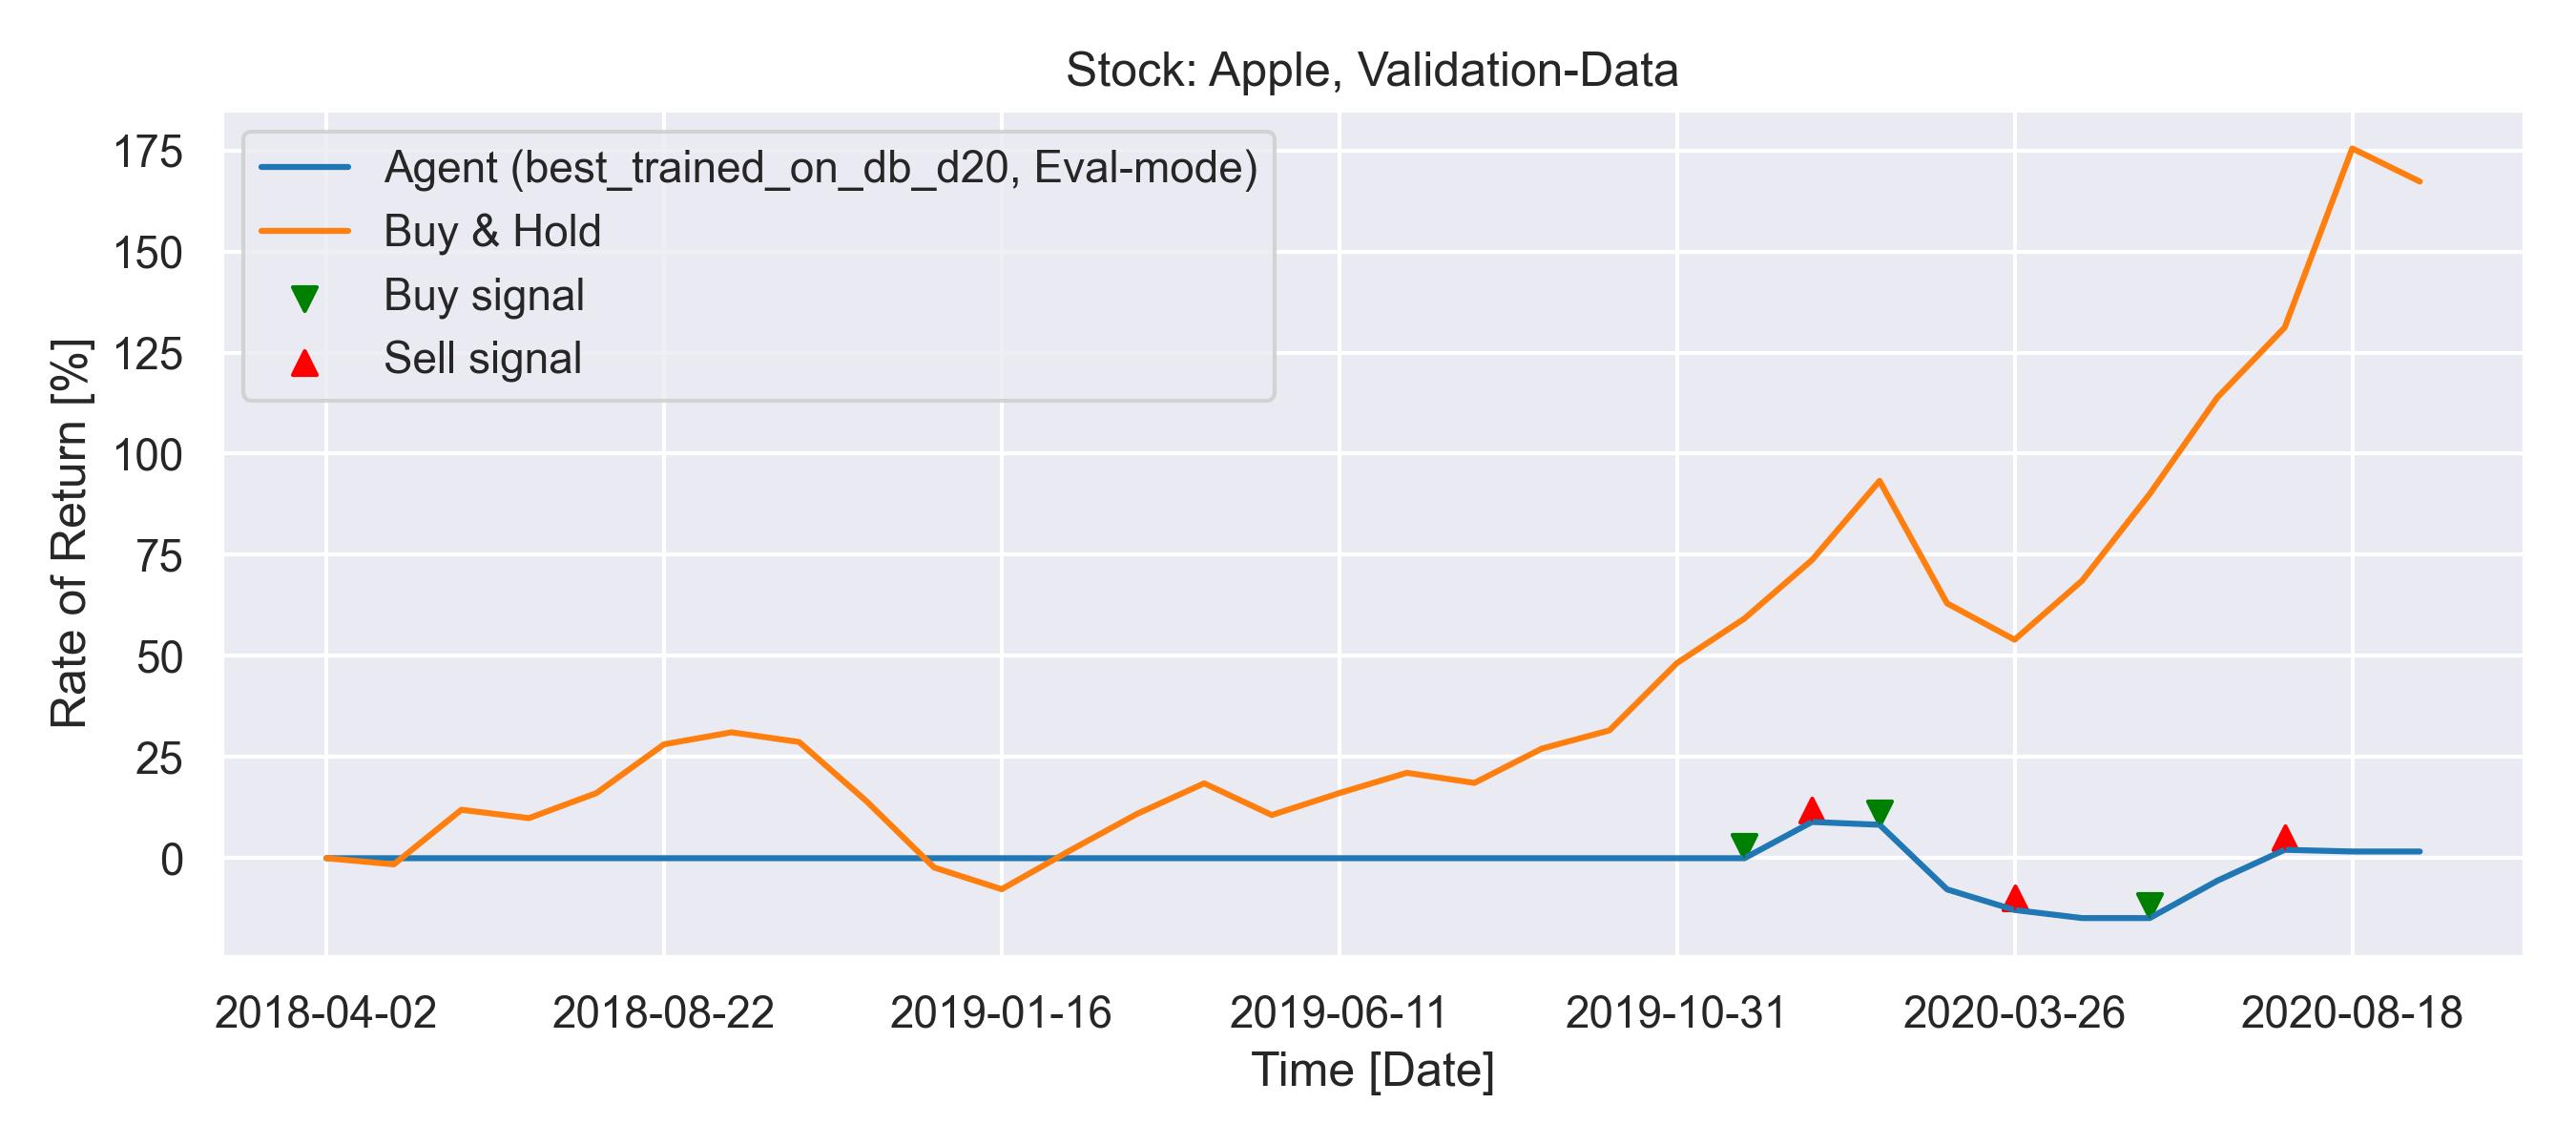 Stock: Apple, Validation-Data
Rate of Return [%]
175
150
125
100
75
50
25
0
Agent (best_trained_on_db_d20, Eval-mode)
Buy & Hold
Buy signal
Sell signal
2018-04-02
2018-08-22
2019-01-16
2019-06-11
2019-10-31
2020-03-26
2020-08-18
Time [Date]